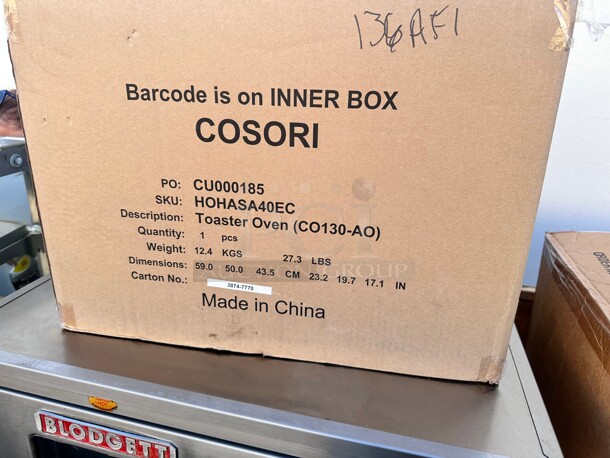 136AF1
Barcode is on INNER BOX
COSORI
PO: CU000185
SKU: HOHASA40EC
Description: Toaster Oven (CO130-AO)
Quantity: 1 pcs
Weight: 12.4 KGS 27.3 LBS
Dimensions: 59.0 50.0 43.5 CM 23.2 19.7 17.1 IN
Carton No.: 3874-7770
Made in China
BLODGETT